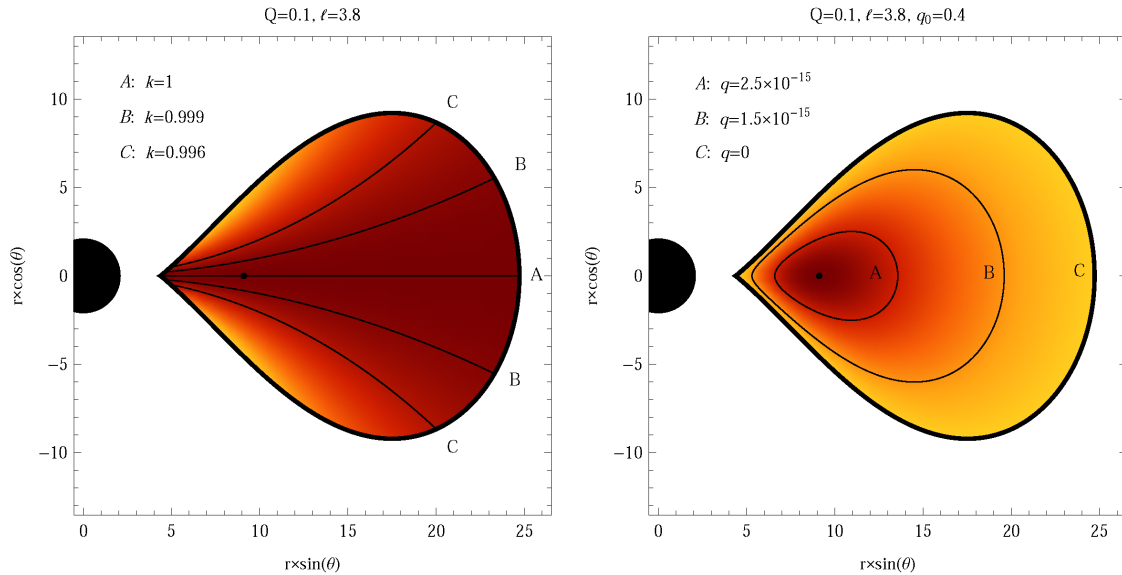 Q=0.1, ℓ=3.8
A: k=1
B: k=0.999
C: k=0.996
C
B
A
B
C
10
5
0
−5
−10
0
5
10
15
20
25
r×cos(θ)
r×sin(θ)
Q=0.1, ℓ=3.8, q₀=0.4
A: q=2.5×10⁻¹⁵
B: q=1.5×10⁻¹⁵
C: q=0
A
B
C
10
5
0
−5
−10
0
5
10
15
20
25
r×cos(θ)
r×sin(θ)